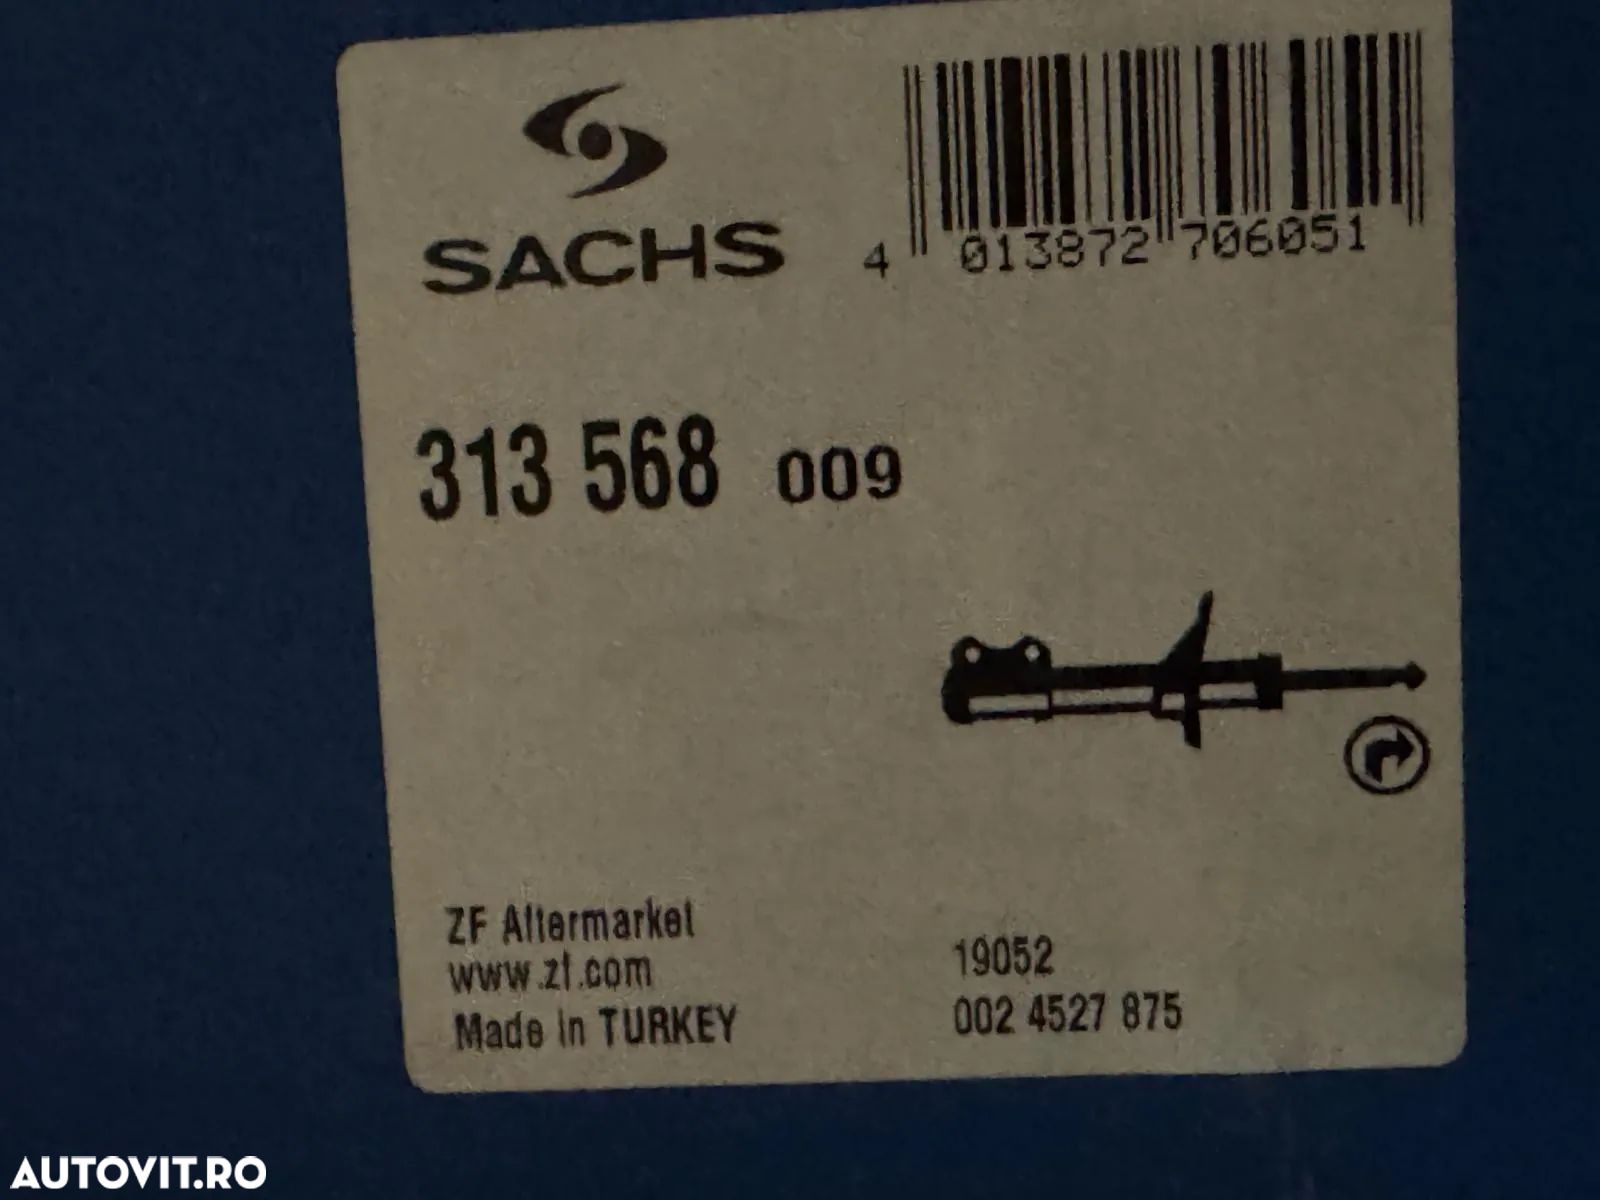 SACHS
4 013872 706051
313 568 009
ZF Aftermarket
www.zf.com
Made in TURKEY
19052
002 4527 875
AUTOVIT.RO